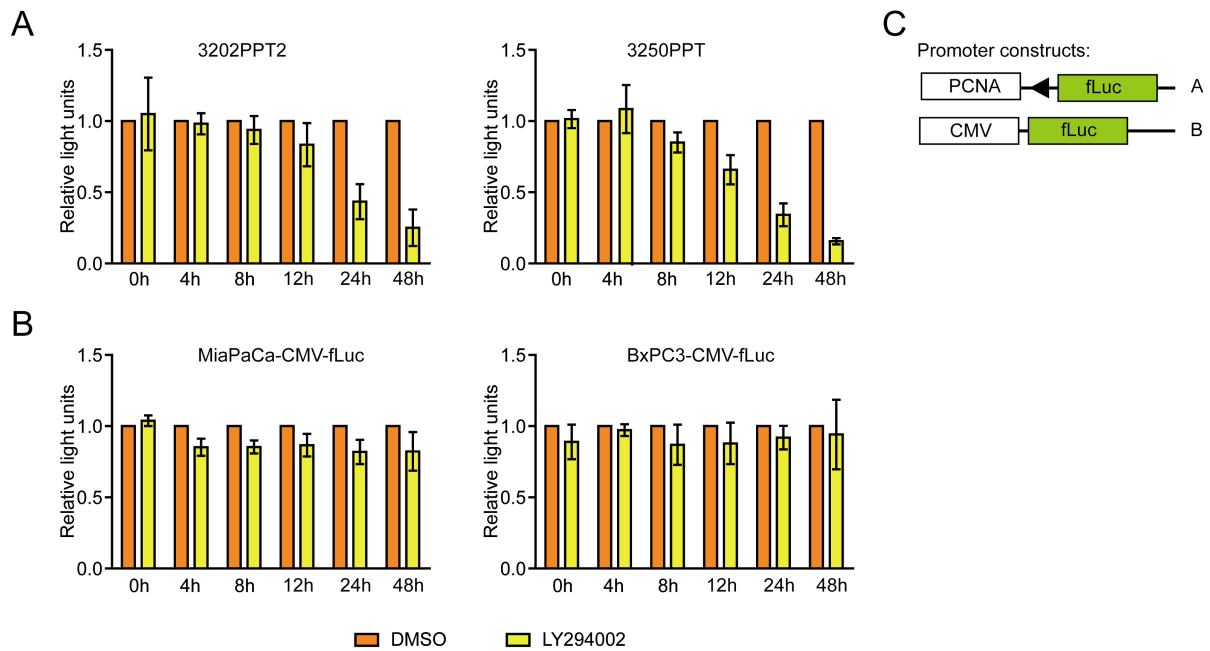 A
3202PPT2
Relative light units
1.5
1.0
0.5
0.0
0h 4h 8h 12h 24h 48h
3250PPT
Relative light units
1.5
1.0
0.5
0.0
0h 4h 8h 12h 24h 48h
C
Promoter constructs:
PCNA fLuc A
CMV fLuc B
B
MiaPaCa-CMV-fLuc
Relative light units
1.5
1.0
0.5
0.0
0h 4h 8h 12h 24h 48h
BxPC3-CMV-fLuc
Relative light units
1.5
1.0
0.5
0.0
0h 4h 8h 12h 24h 48h
DMSO LY294002